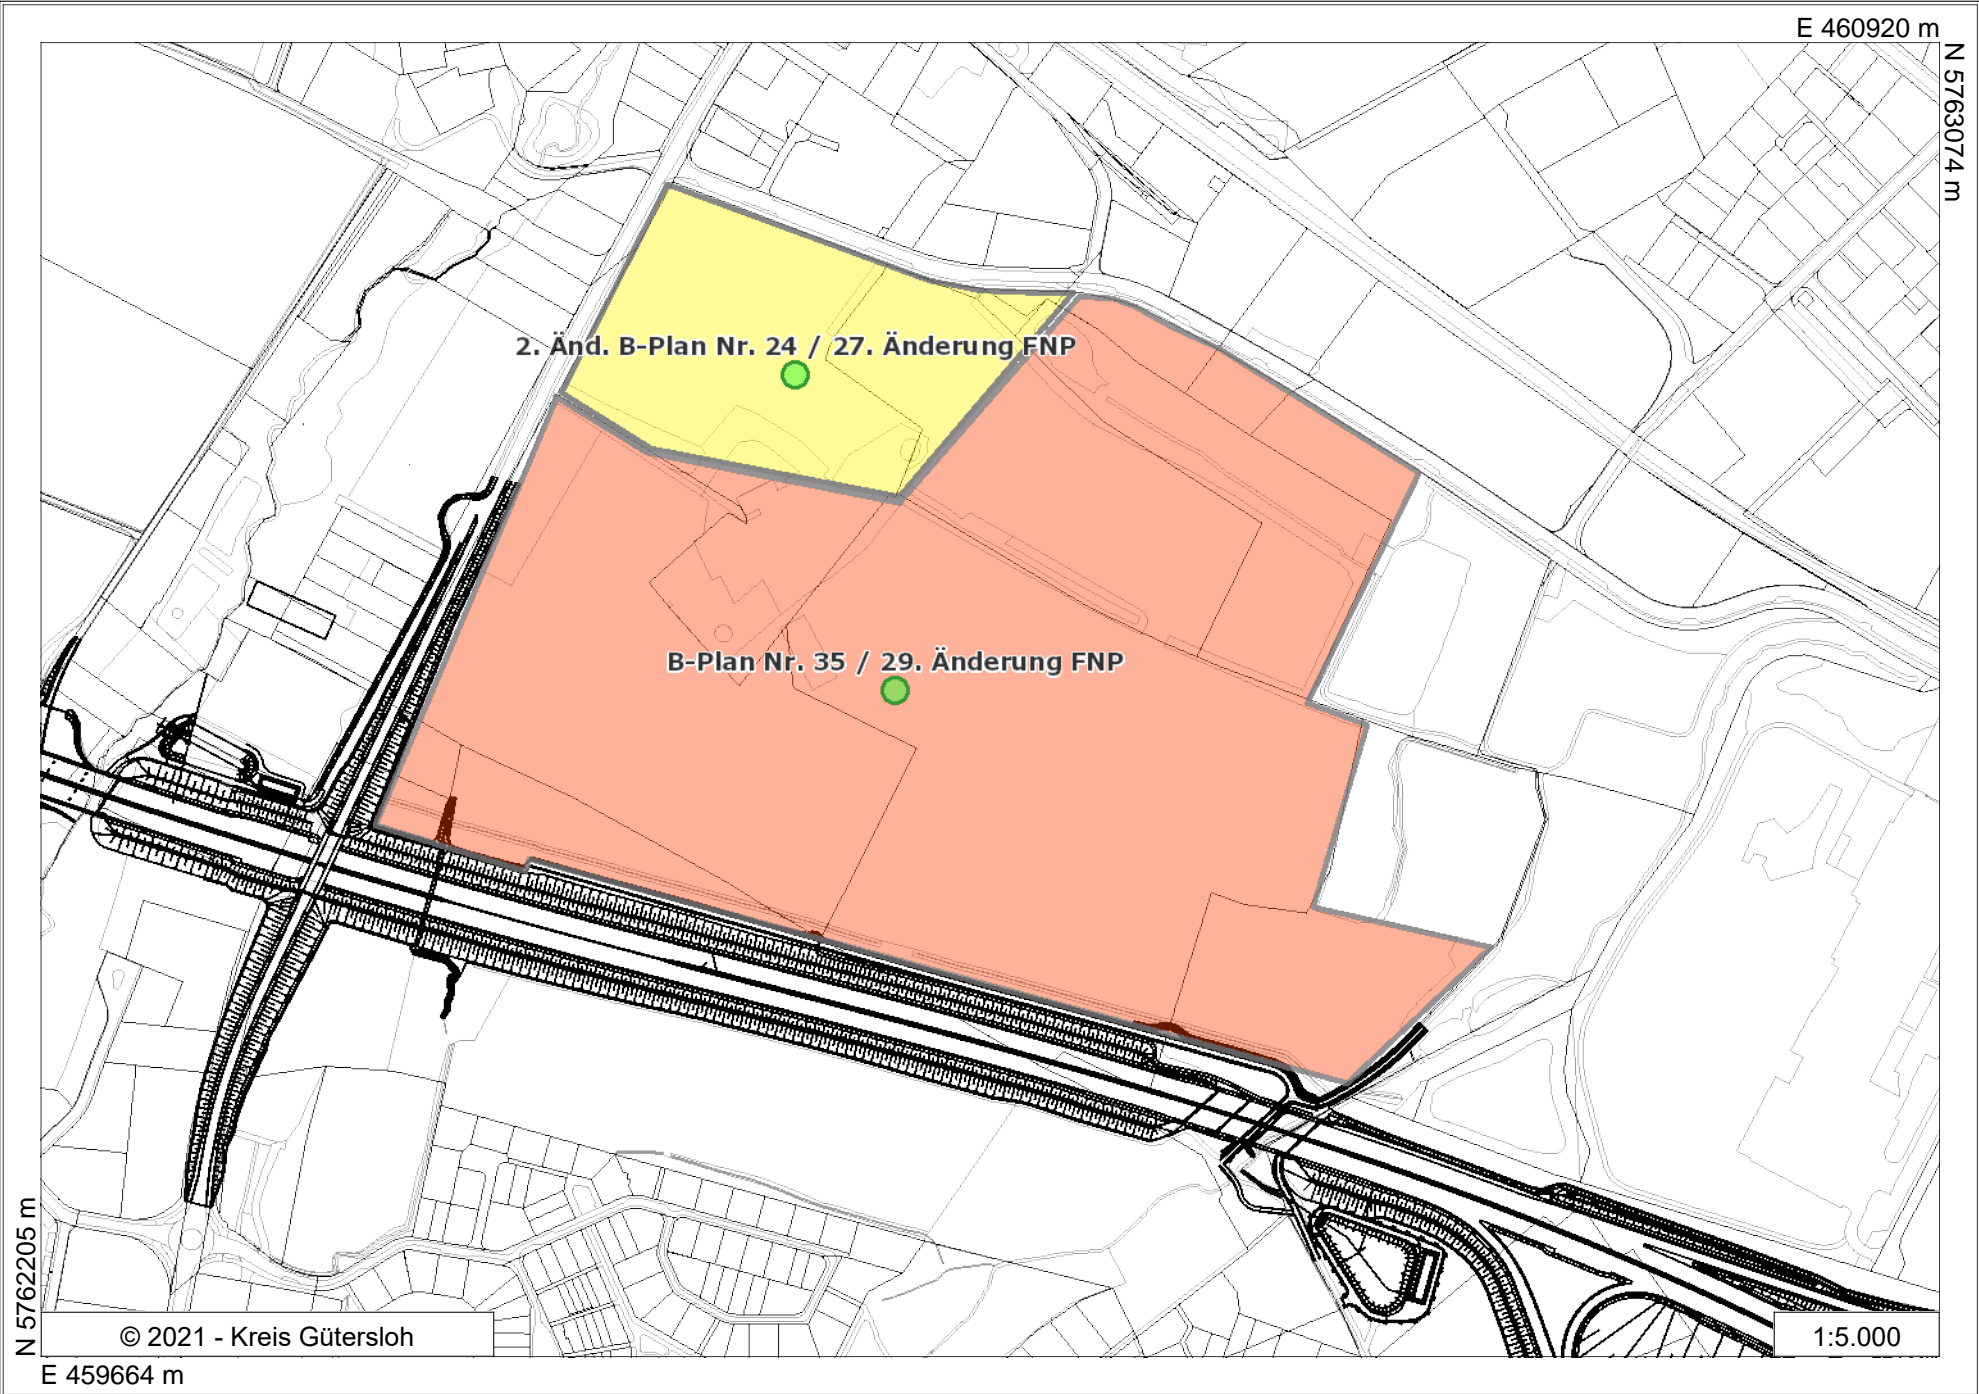 E 460920 m
N 5763074 m
2. Änd. B-Plan Nr. 24 / 27. Änderung FNP
B-Plan Nr. 35 / 29. Änderung FNP
N 5762205 m
© 2021 - Kreis Gütersloh
1:5.000
E 459664 m